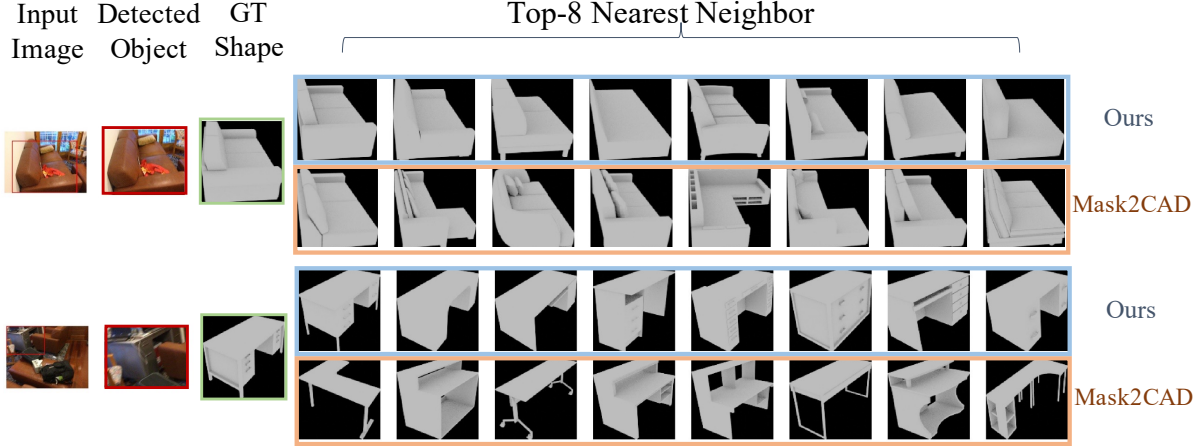 Input
Image
Detected
Object
GT
Shape
Top-8 Nearest Neighbor
Ours
Mask2CAD
Ours
Mask2CAD